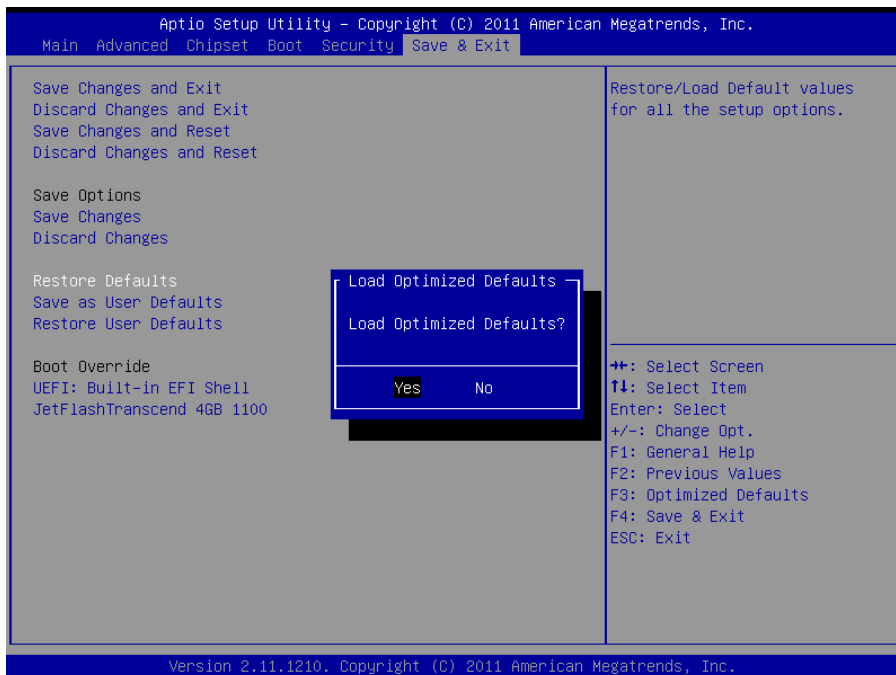 Aptio Setup Utility – Copyright (C) 2011 American Megatrends, Inc.
Main Advanced Chipset Boot Security Save & Exit
Save Changes and Exit
Discard Changes and Exit
Save Changes and Reset
Discard Changes and Reset
Save Options
Save Changes
Discard Changes
Restore Defaults
Save as User Defaults
Restore User Defaults
Boot Override
UEFI: Built-in EFI Shell
JetFlashTranscend 4GB 1100
Load Optimized Defaults
Load Optimized Defaults?
Yes No
Restore/Load Default values
for all the setup options.
→←: Select Screen
↑↓: Select Item
Enter: Select
+/-: Change Opt.
F1: General Help
F2: Previous Values
F3: Optimized Defaults
F4: Save & Exit
ESC: Exit
Version 2.11.1210. Copyright (C) 2011 American Megatrends, Inc.